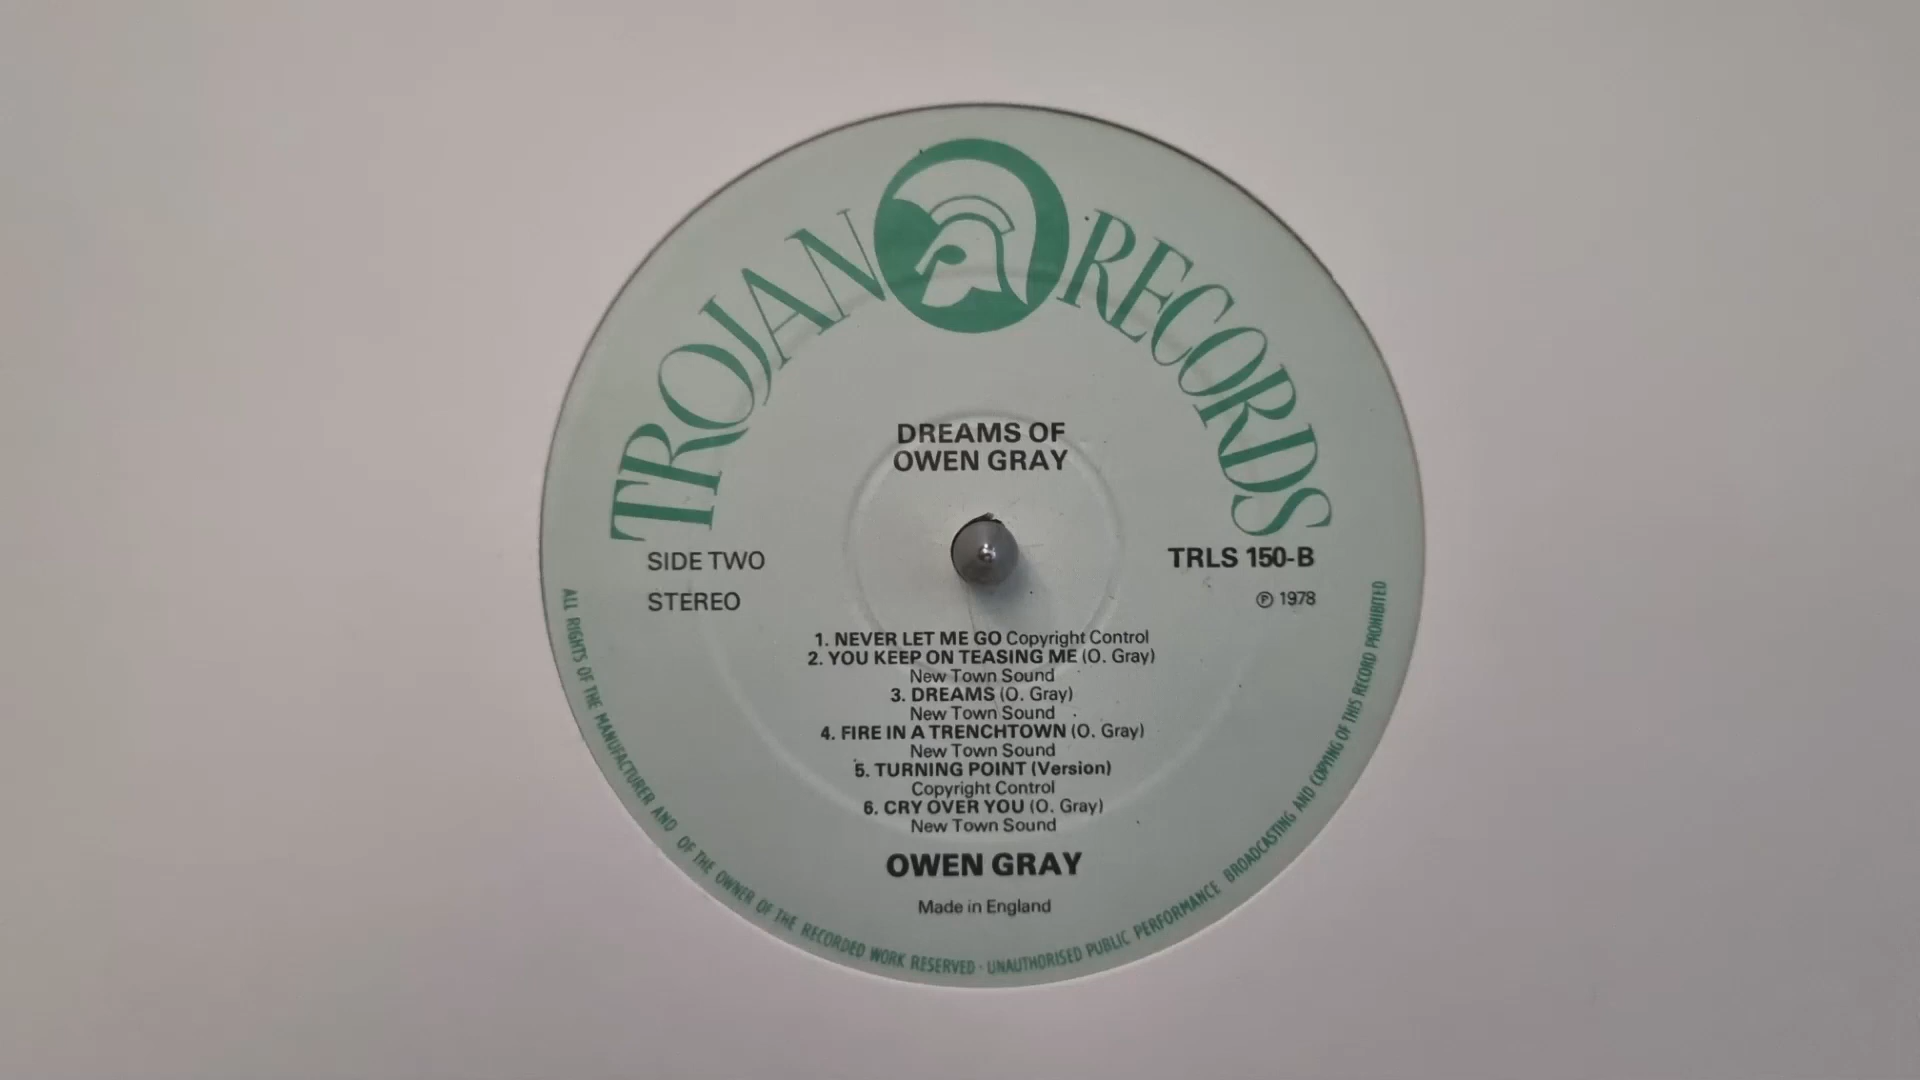 TROJAN RECORDS
DREAMS OF
OWEN GRAY
SIDE TWO
TRLS 150-B
STEREO
℗ 1978
1. NEVER LET ME GO Copyright Control
2. YOU KEEP ON TEASING ME (O. Gray)
New Town Sound
3. DREAMS (O. Gray)
New Town Sound
4. FIRE IN A TRENCHTOWN (O. Gray)
New Town Sound
5. TURNING POINT (Version)
Copyright Control
6. CRY OVER YOU (O. Gray)
New Town Sound
OWEN GRAY
Made in England
ALL RIGHTS OF THE MANUFACTURER AND OF THE OWNER OF THE RECORDED WORK RESERVED · UNAUTHORISED PUBLIC PERFORMANCE BROADCASTING AND COPYING OF THIS RECORD PROHIBITED